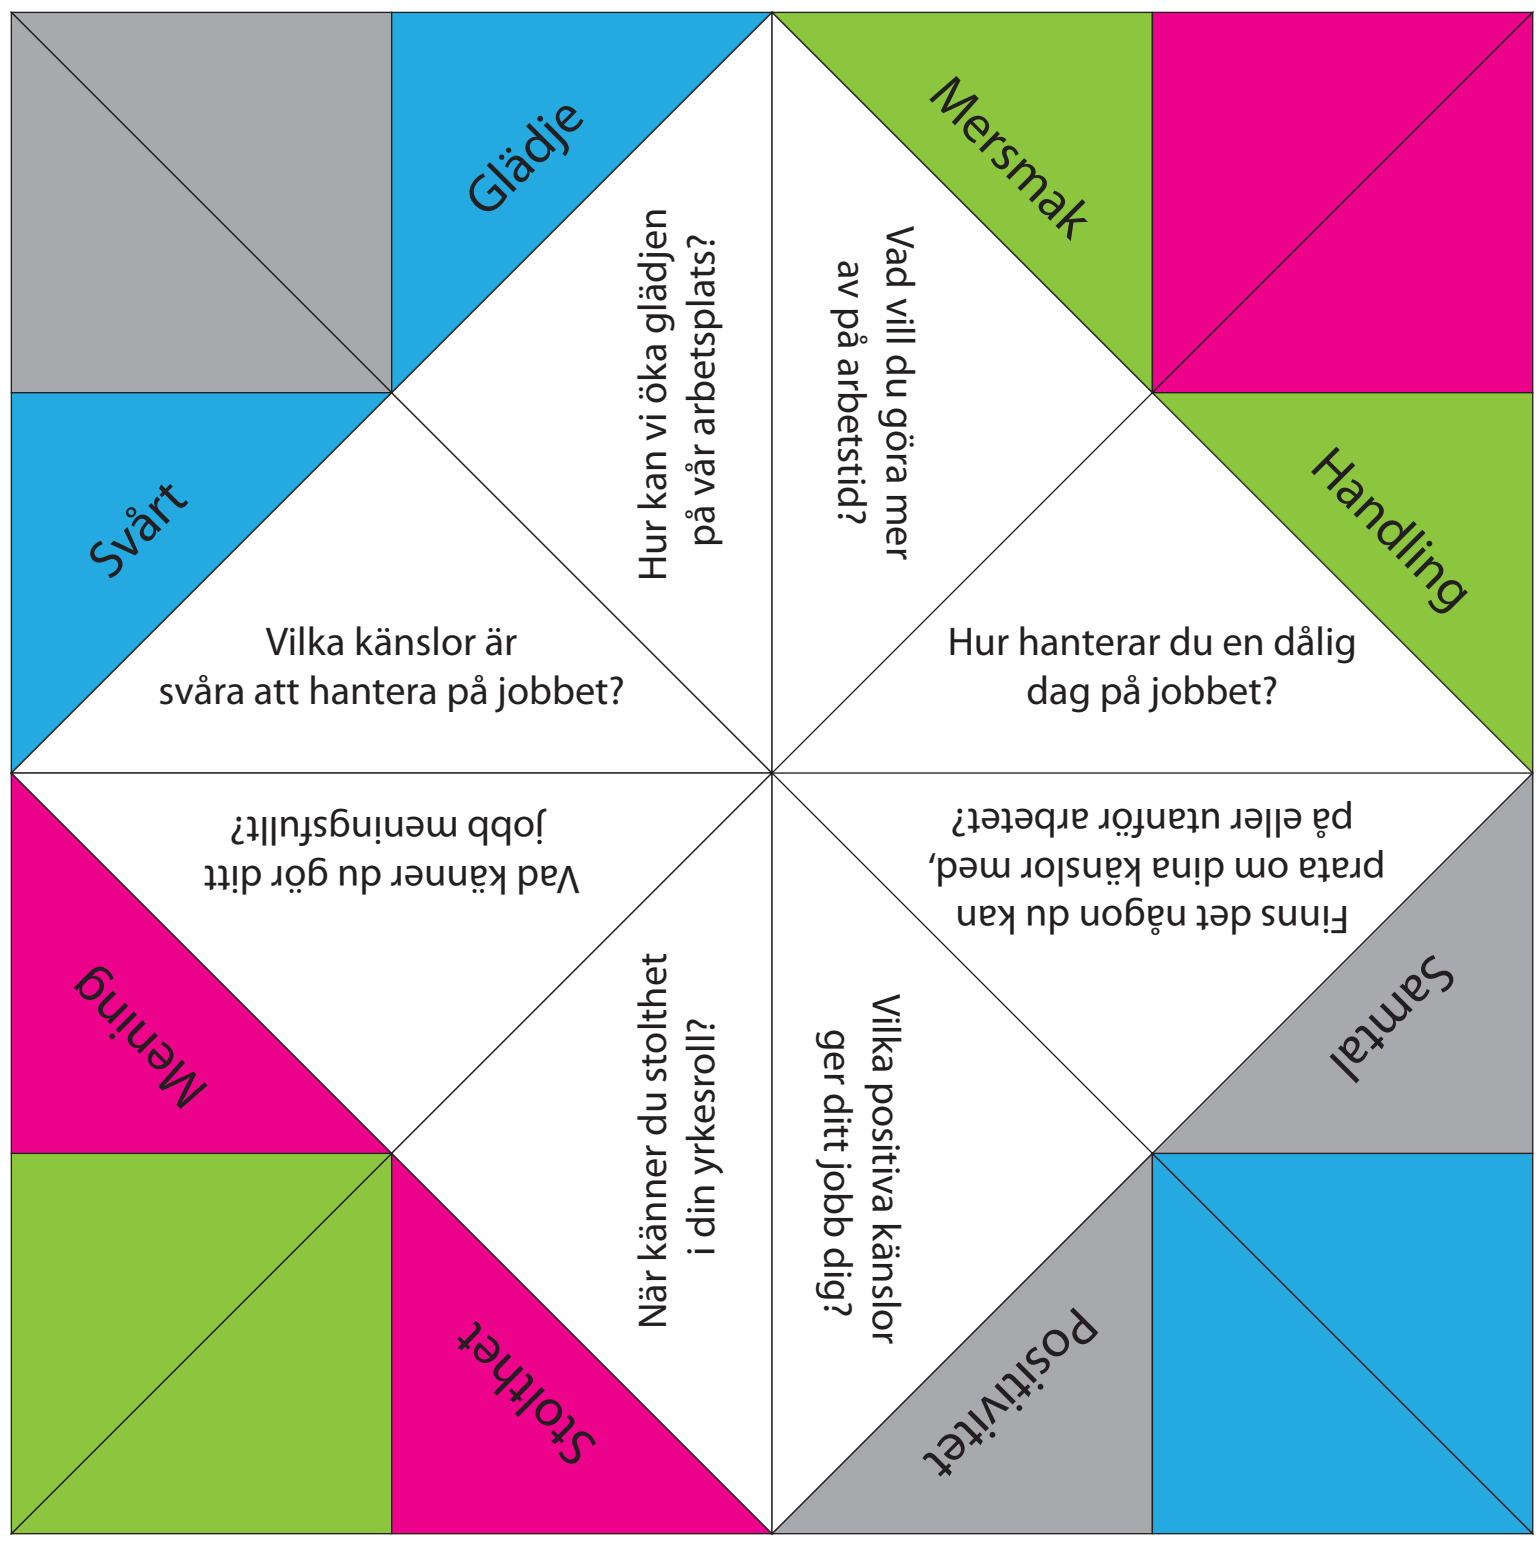 Glädje
Hur kan vi öka glädjen
på vår arbetsplats?
Mersmak
Vad vill du göra mer
av på arbetstid?
Handling
Hur hanterar du en dålig
dag på jobbet?
Svårt
Vilka känslor är
svåra att hantera på jobbet?
Mening
Vad känner du gör ditt
jobb meningsfullt?
Stolthet
När känner du stolthet
i din yrkesroll?
Positivitet
Vilka positiva känslor
ger ditt jobb dig?
Samtal
Finns det någon du kan
prata om dina känslor med,
på eller utanför arbetet?